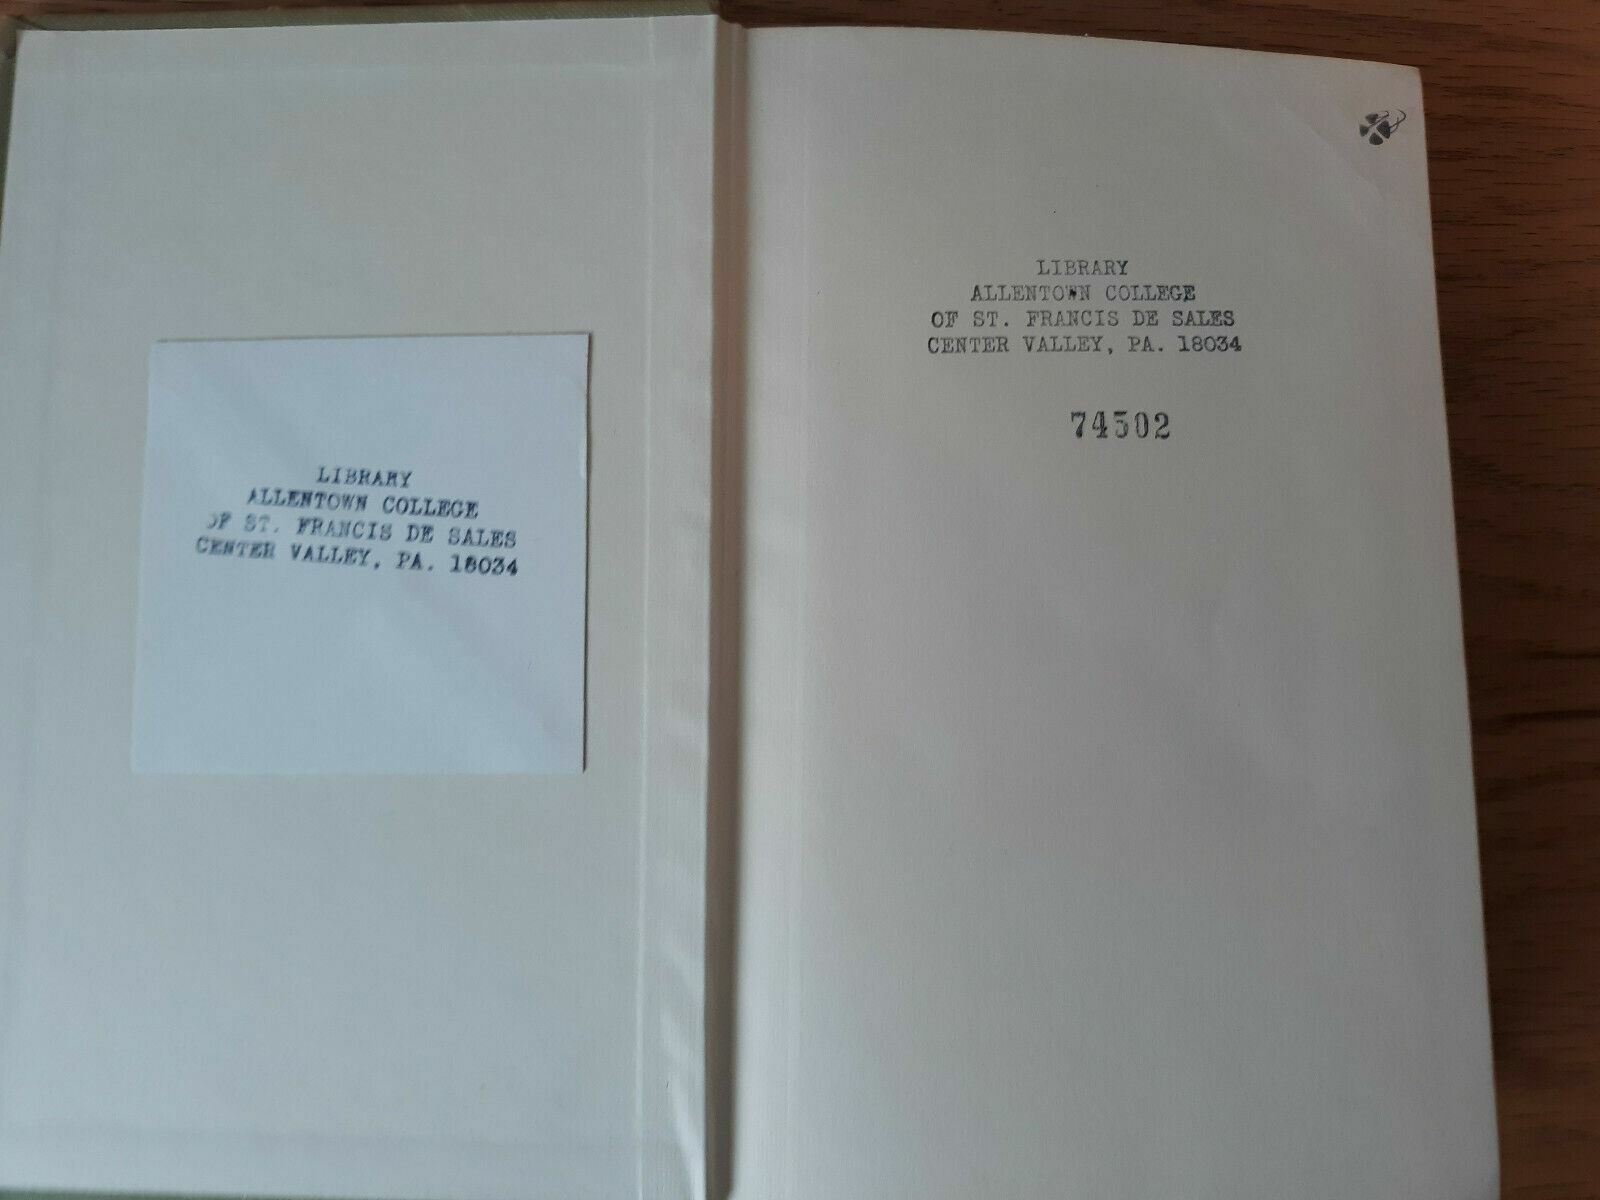 LIBRARY
ALLENTOWN COLLEGE
OF ST. FRANCIS DE SALES
CENTER VALLEY, PA. 18034
LIBRARY
ALLENTOWN COLLEGE
OF ST. FRANCIS DE SALES
CENTER VALLEY, PA. 18034
74502